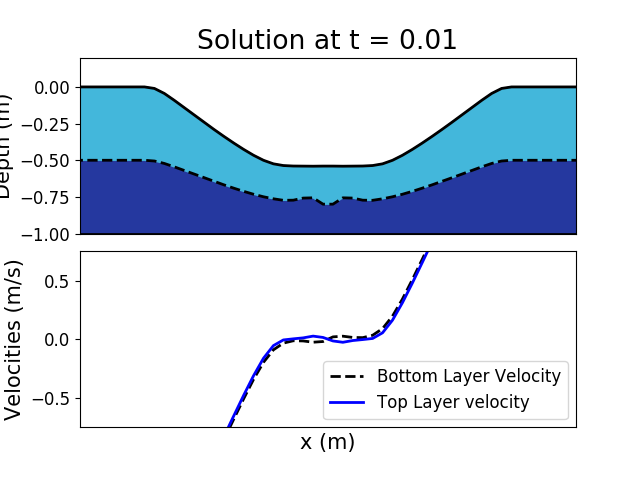 Solution at t = 0.01
Depth (m)
0.00
−0.25
−0.50
−0.75
−1.00
Velocities (m/s)
0.5
0.0
−0.5
Bottom Layer Velocity
Top Layer velocity
x (m)